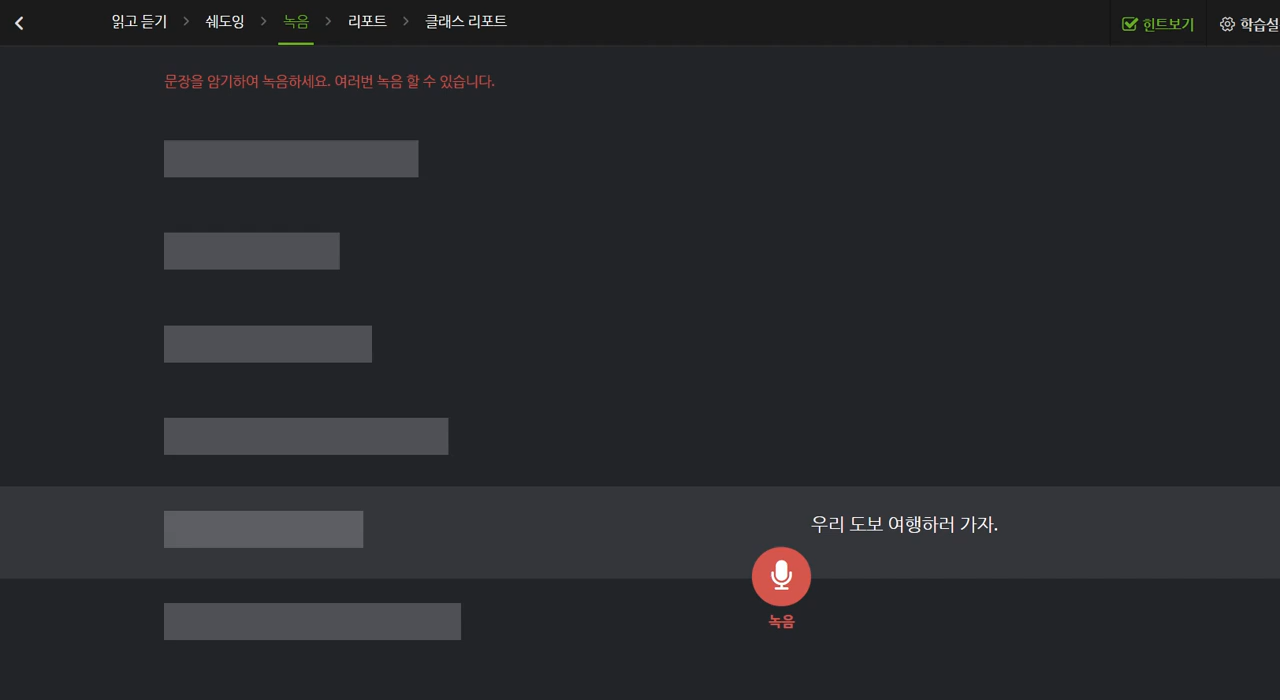 읽고 듣기 > 쉐도잉 > 녹음 > 리포트 > 클래스 리포트
힌트보기
학습설
문장을 암기하여 녹음하세요. 여러번 녹음 할 수 있습니다.
우리 도보 여행하러 가자.
녹음